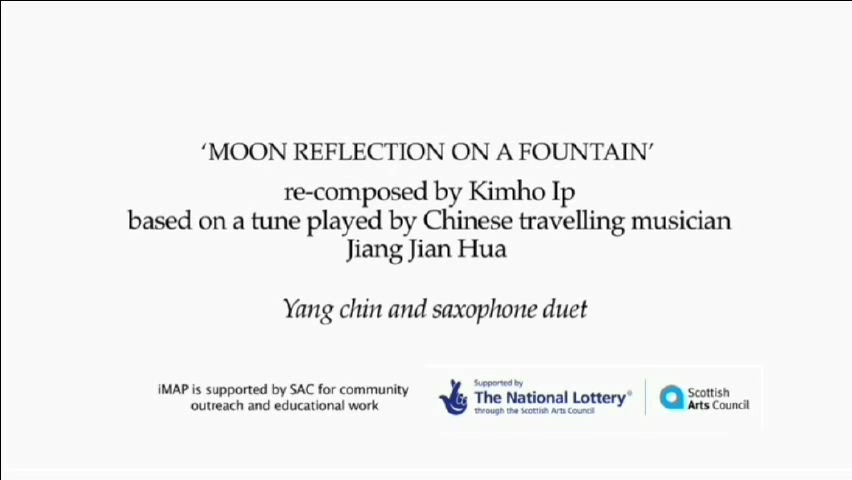 ‘MOON REFLECTION ON A FOUNTAIN’
re-composed by Kimho Ip
based on a tune played by Chinese travelling musician
Jiang Jian Hua
Yang chin and saxophone duet
iMAP is supported by SAC for community
outreach and educational work
Supported by
The National Lottery®
through the Scottish Arts Council
Scottish
Arts Council